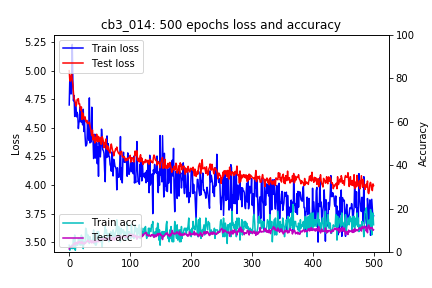 cb3_014: 500 epochs loss and accuracy
5.25
5.00
4.75
4.50
4.25
4.00
3.75
3.50
Loss
Train loss
Test loss
Train acc
Test acc
100
80
60
40
20
0
Accuracy
0
100
200
300
400
500